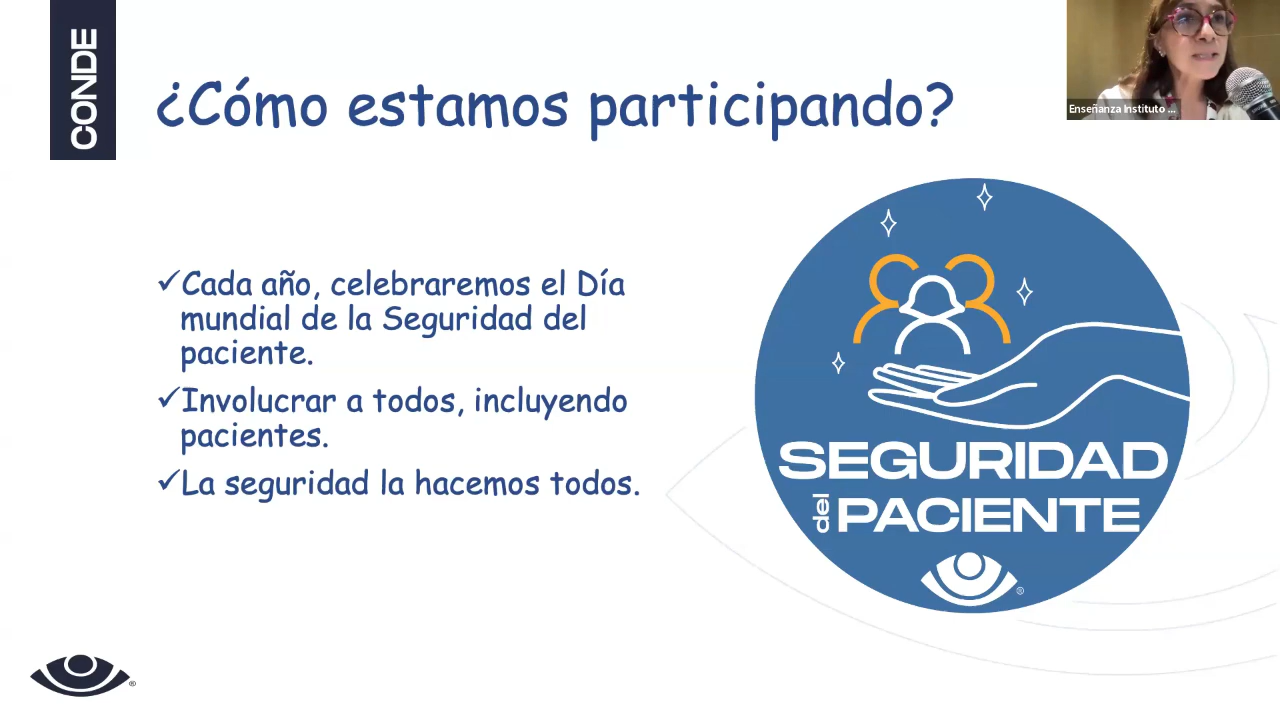 CONDE
¿Cómo estamos participando?
Enseñanza Instituto ...
✓Cada año, celebraremos el Día
mundial de la Seguridad del
paciente.
✓Involucrar a todos, incluyendo
pacientes.
✓La seguridad la hacemos todos.
SEGURIDAD
del PACIENTE
®
®